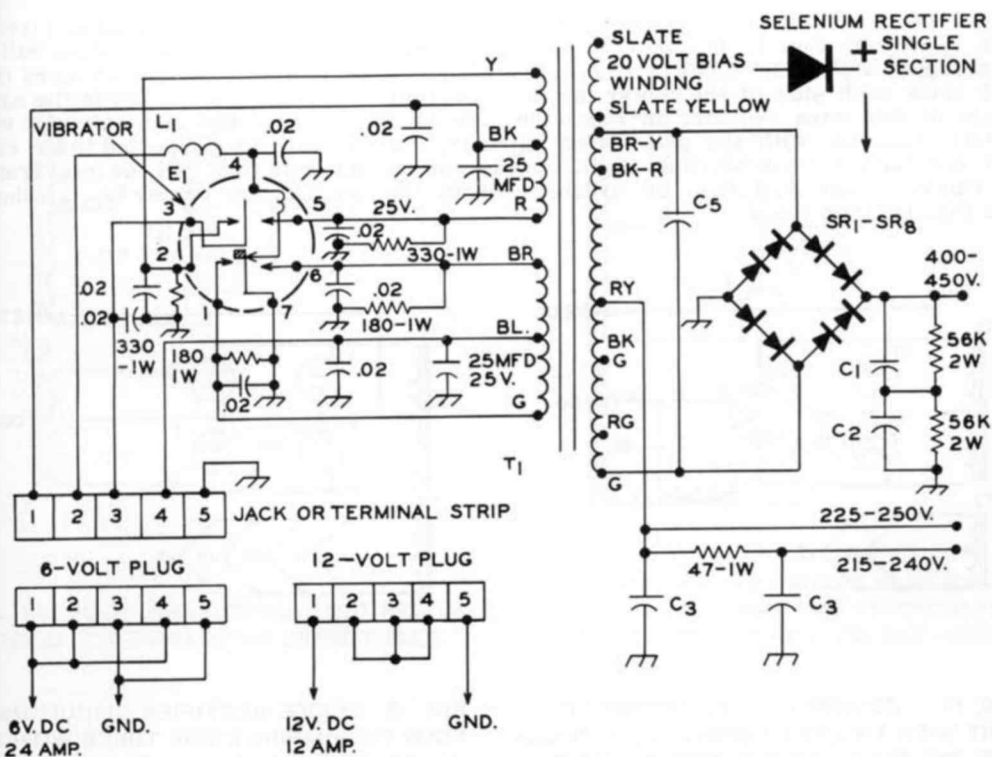 SELENIUM RECTIFIER
+ SINGLE
SECTION
SLATE
20 VOLT BIAS
WINDING
SLATE YELLOW
Y
BR-Y
BK-R
VIBRATOR
L1
.02
.02
BK
25
MFD
R
E1
4
3
5
25V.
.02
330-1W
C5
SR1-SR8
400-
450V.
2
6
BR
.02
.02
1
7
.02
180-1W
RY
330
-1W
180
1W
.02
BL.
.02
25MFD
25V.
BK
G
56K
2W
C1
C2
56K
2W
.02
G
RG
T1
G
1 2 3 4 5
JACK OR TERMINAL STRIP
225-250V.
6-VOLT PLUG
12-VOLT PLUG
47-1W
215-240V.
1 2 3 4 5
1 2 3 4 5
C3
C3
6V. DC
24 AMP.
GND.
12V. DC
12 AMP.
GND.